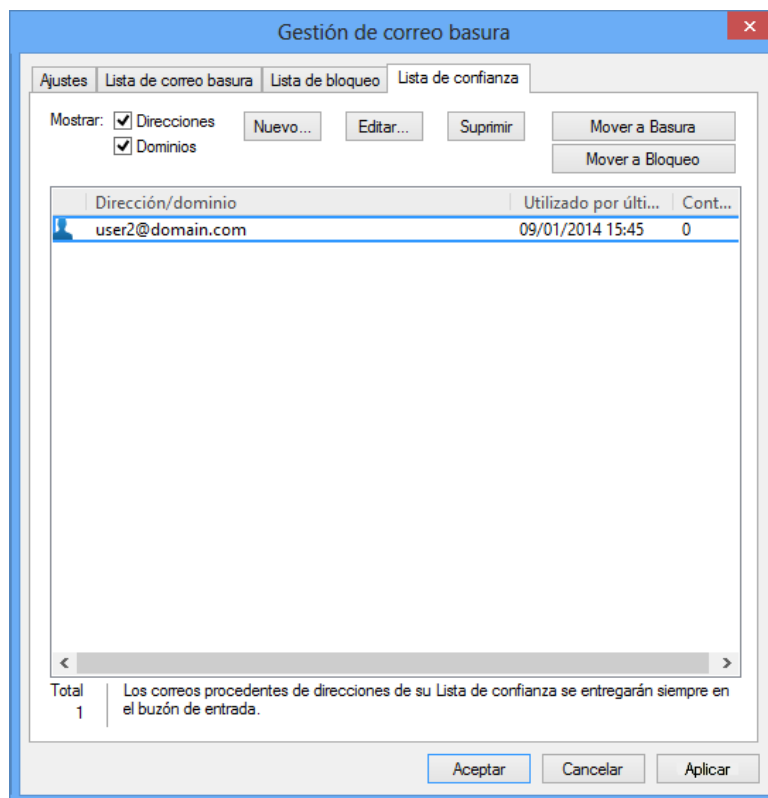 Gestión de correo basura
Ajustes Lista de correo basura Lista de bloqueo Lista de confianza
Mostrar: Direcciones Nuevo... Editar... Suprimir Mover a Basura
Dominios Mover a Bloqueo
Dirección/dominio Utilizado por últi... Cont...
user2@domain.com 09/01/2014 15:45 0
Total Los correos procedentes de direcciones de su Lista de confianza se entregarán siempre en
1 el buzón de entrada.
Aceptar Cancelar Aplicar